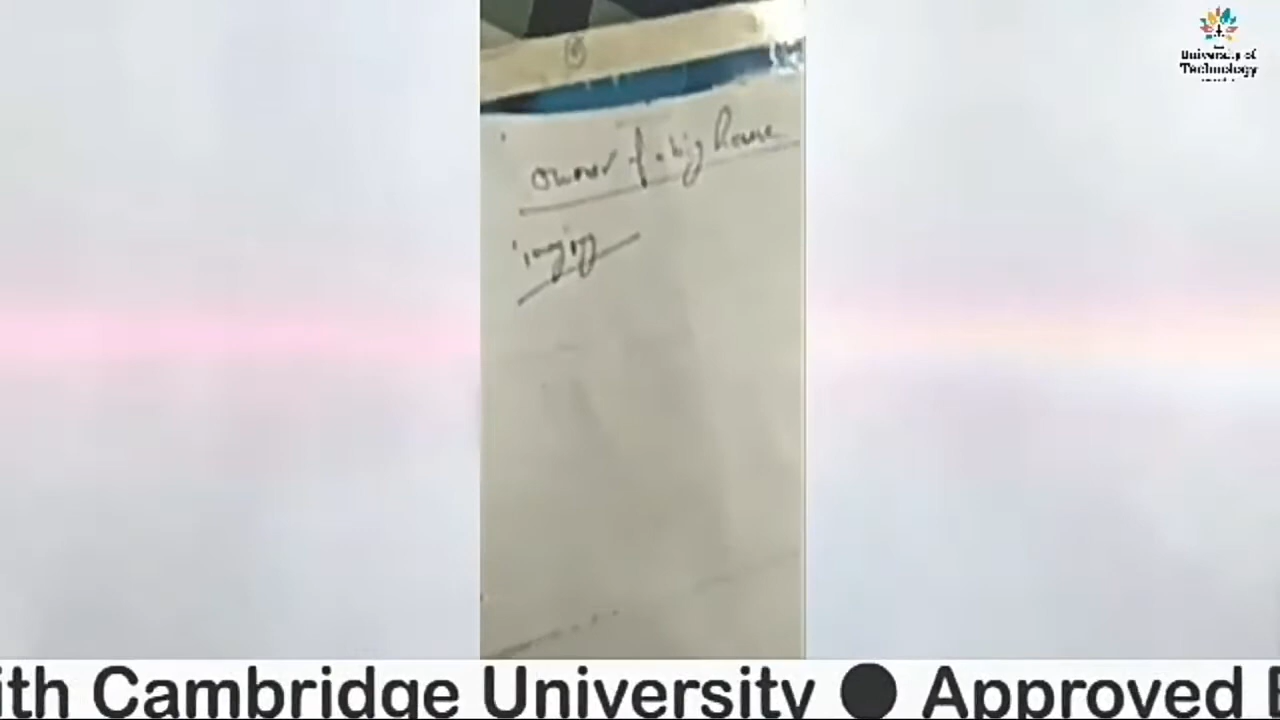 University of
Technology
owner of a big house
ith Cambridge University ● Approved